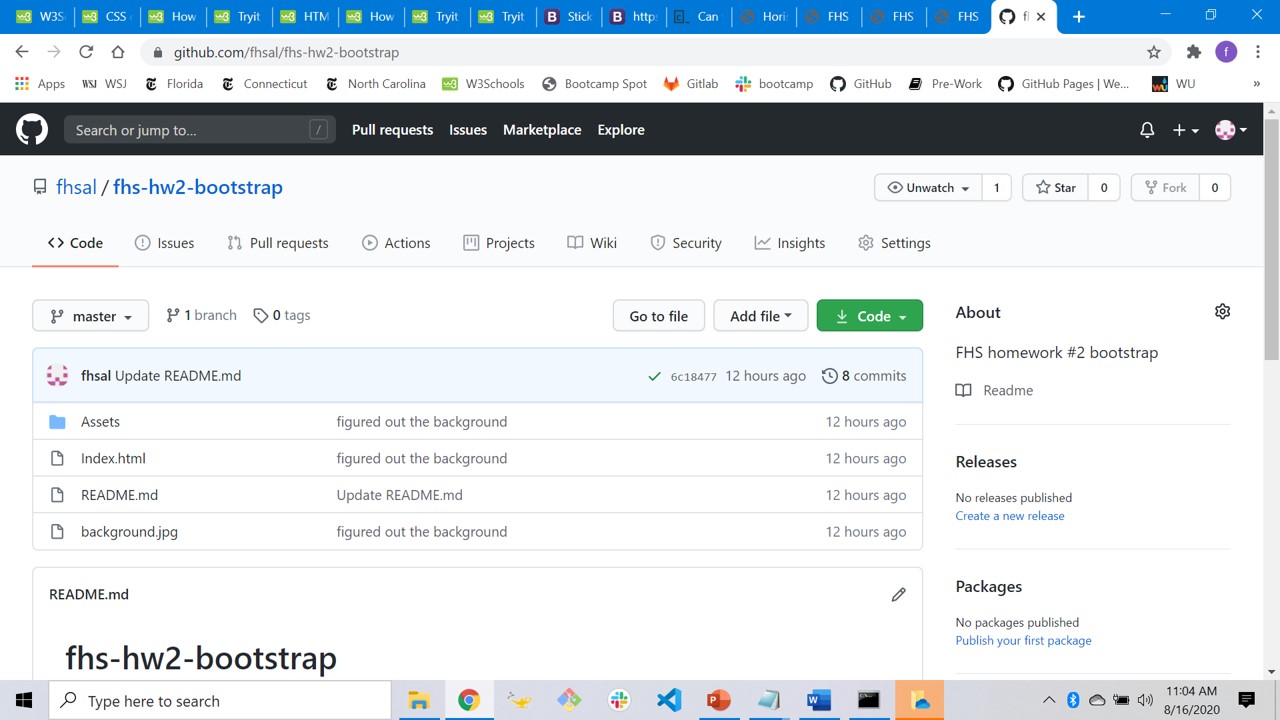 W3S CSS How Tryit HTM How Tryit Tryit Stick http Can Hori FHS FHS FHS
github.com/fhsal/fhs-hw2-bootstrap f
Apps WSJ WSJ Florida Connecticut North Carolina W3Schools Bootcamp Spot Gitlab bootcamp GitHub Pre-Work GitHub Pages | We... WU »
Search or jump to... / Pull requests Issues Marketplace Explore
fhsal / fhs-hw2-bootstrap Unwatch 1 Star 0 Fork 0
Code Issues Pull requests Actions Projects Wiki Security Insights Settings
master 1 branch 0 tags Go to file Add file Code
About
FHS homework #2 bootstrap
Readme
fhsal Update README.md 6c18477 12 hours ago 8 commits
Assets figured out the background 12 hours ago
Index.html figured out the background 12 hours ago
README.md Update README.md 12 hours ago
background.jpg figured out the background 12 hours ago
Releases
No releases published
Create a new release
Packages
No packages published
Publish your first package
README.md
fhs-hw2-bootstrap
Type here to search
11:04 AM
8/16/2020